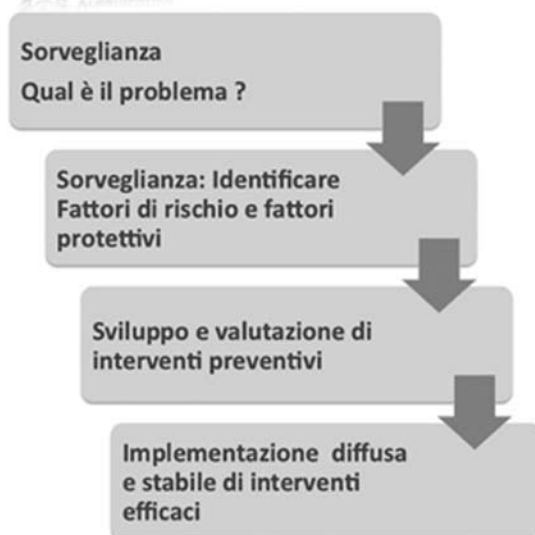 Sorveglianza
Qual è il problema ?
Sorveglianza: Identificare
Fattori di rischio e fattori
protettivi
Sviluppo e valutazione di
interventi preventivi
Implementazione diffusa
e stabile di interventi
efficaci